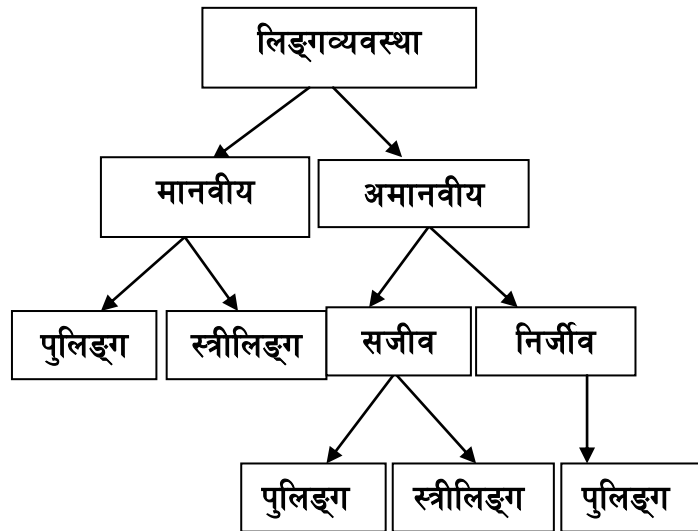 लिङ्गव्यवस्था
मानवीय
अमानवीय
पुलिङ्ग
स्त्रीलिङ्ग
सजीव
निर्जीव
पुलिङ्ग
स्त्रीलिङ्ग
पुलिङ्ग